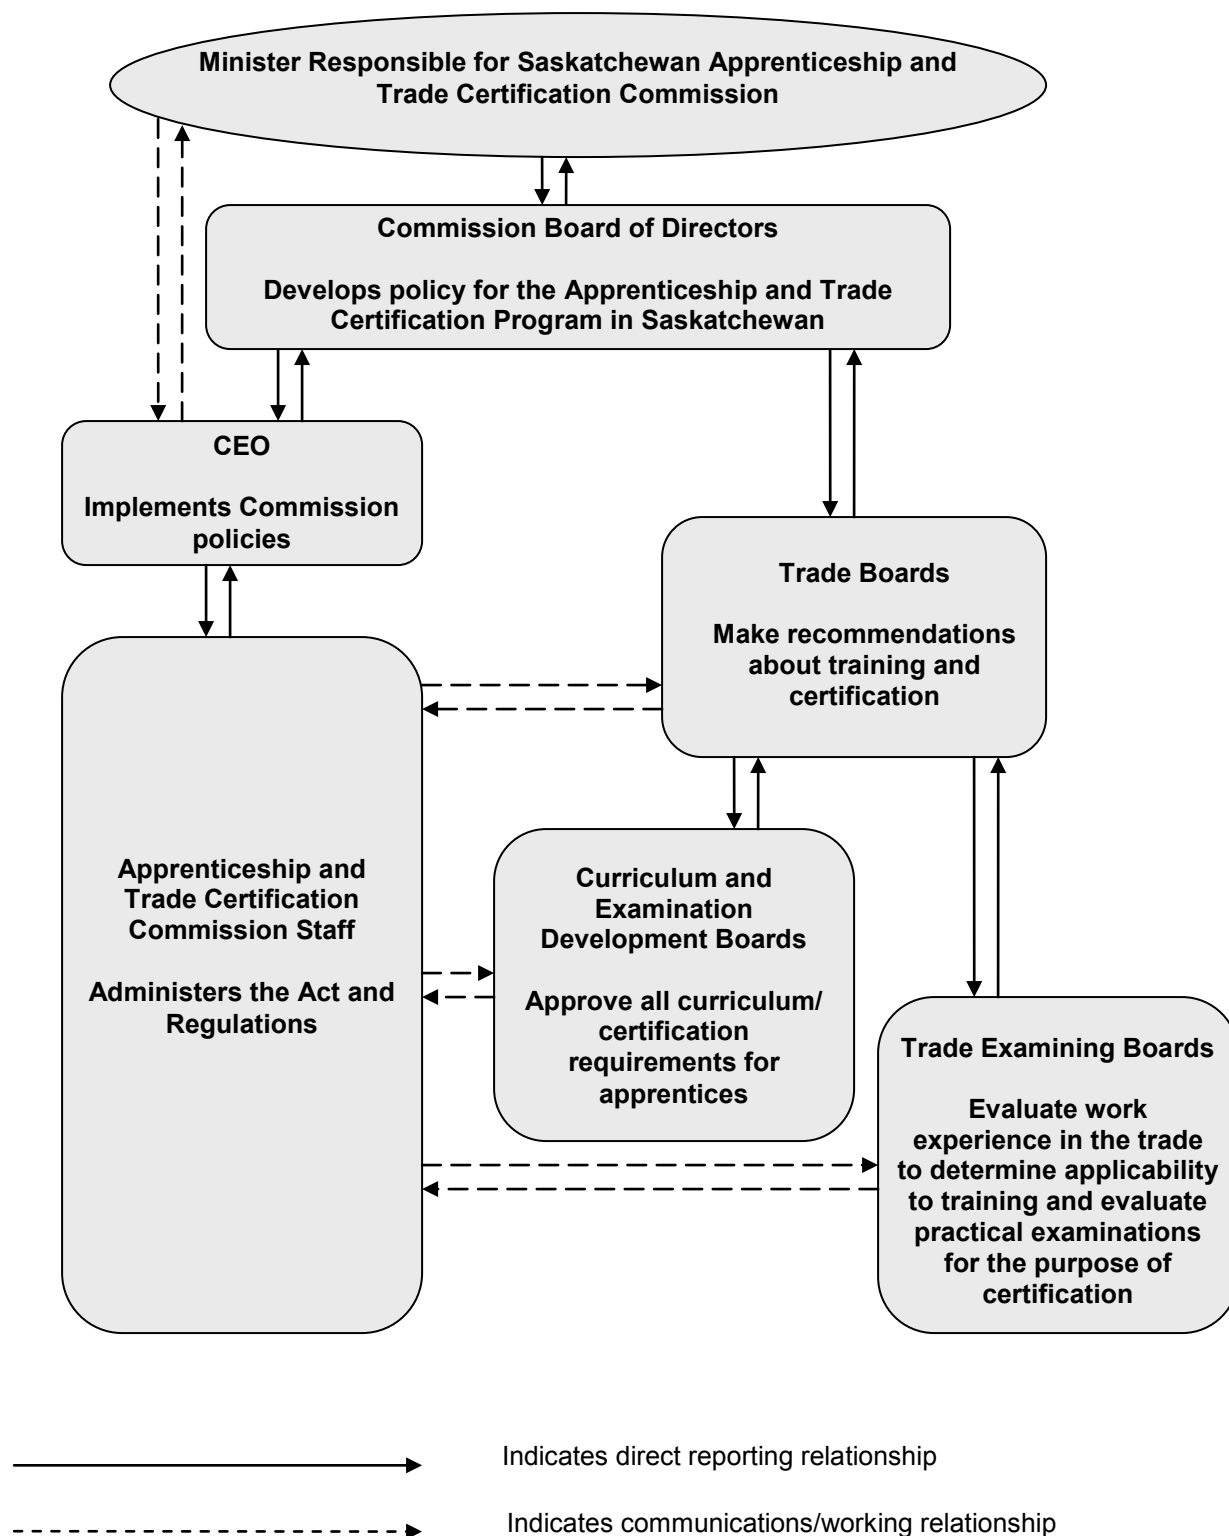 Minister Responsible for Saskatchewan Apprenticeship and
Trade Certification Commission
Commission Board of Directors
Develops policy for the Apprenticeship and Trade
Certification Program in Saskatchewan
CEO
Implements Commission
policies
Trade Boards
Make recommendations
about training and
certification
Apprenticeship and
Trade Certification
Commission Staff
Administers the Act and
Regulations
Curriculum and
Examination
Development Boards
Approve all curriculum/
certification
requirements for
apprentices
Trade Examining Boards
Evaluate work
experience in the trade
to determine applicability
to training and evaluate
practical examinations
for the purpose of
certification
Indicates direct reporting relationship
Indicates communications/working relationship